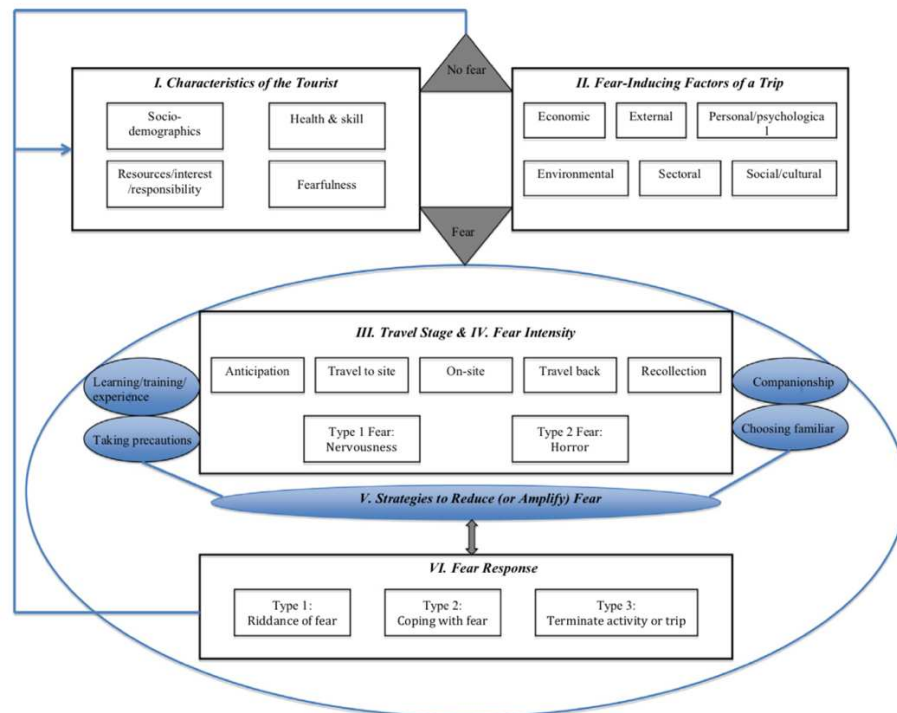 No fear
I. Characteristics of the Tourist
Socio-
demographics
Health & skill
Resources/interest
/responsibility
Fearfulness
II. Fear-Inducing Factors of a Trip
Economic
External
Personal/psychologica
l
Environmental
Sectoral
Social/cultural
Fear
III. Travel Stage & IV. Fear Intensity
Anticipation
Travel to site
On-site
Travel back
Recollection
Type 1 Fear:
Nervousness
Type 2 Fear:
Horror
Learning/training/
experience
Taking precautions
Companionship
Choosing familiar
V. Strategies to Reduce (or Amplify) Fear
VI. Fear Response
Type 1:
Riddance of fear
Type 2:
Coping with fear
Type 3:
Terminate activity or trip